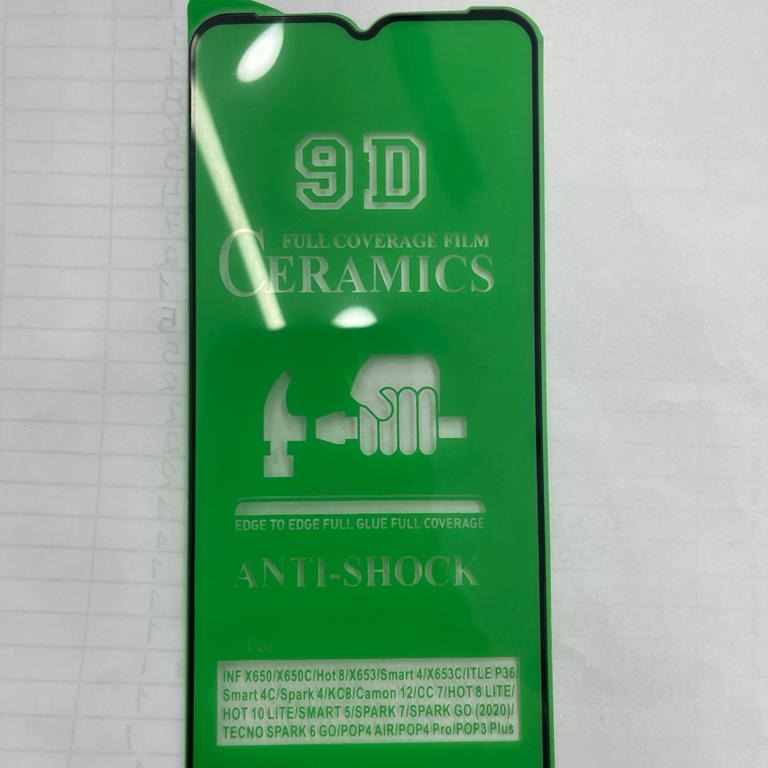 9D
FULL COVERAGE FILM
CERAMICS
EDGE TO EDGE FULL GLUE FULL COVERAGE
ANTI-SHOCK
For
INF X650/X650C/Hot 8/X653/Smart 4/X653C/ITLE P36
Smart 4C/Spark 4/KC8/Camon 12/CC 7/HOT 8 LITE/
HOT 10 LITE/SMART 5/SPARK 7/SPARK GO (2020)/
TECNO SPARK 6 GO/POP4 AIR/POP4 Pro/POP3 Plus